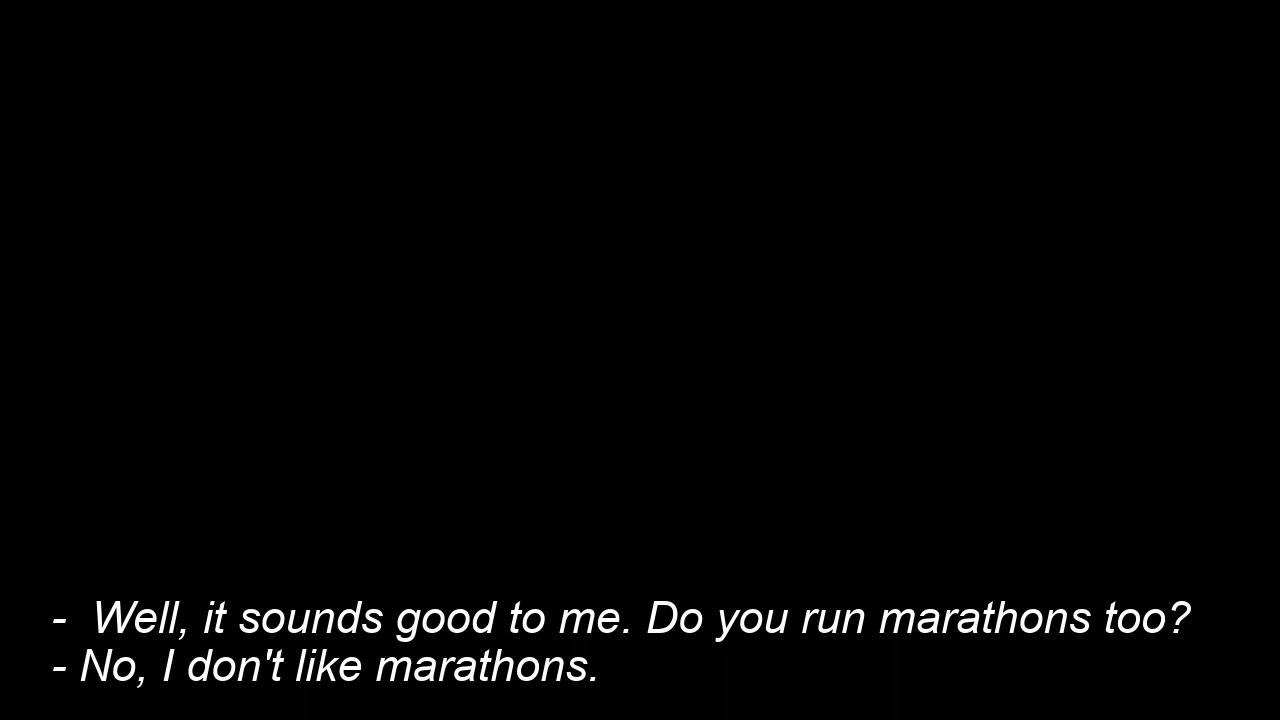 -  Well, it sounds good to me. Do you run marathons too?
- No, I don't like marathons.